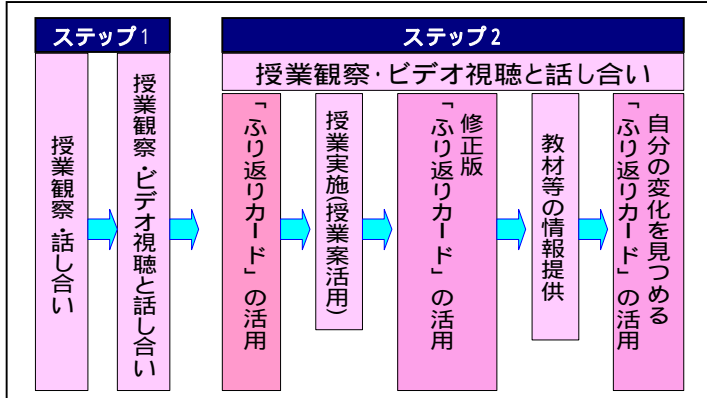 ステップ1
授業観察・話し合い
授業観察・ビデオ視聴と話し合い
ステップ2
授業観察・ビデオ視聴と話し合い
「ふり返りカード」の活用
授業実施(授業案活用)
修正版
「ふり返りカード」の活用
教材等の情報提供
自分の変化を見つめる
「ふり返りカード」の活用